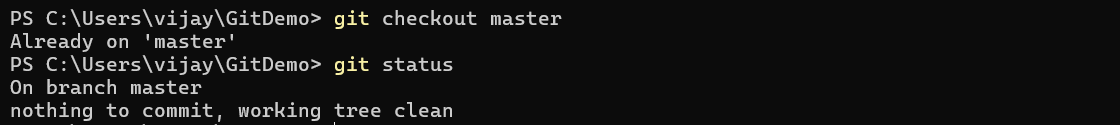 PS C:\Users\vijay\GitDemo> git checkout master
Already on 'master'
PS C:\Users\vijay\GitDemo> git status
On branch master
nothing to commit, working tree clean